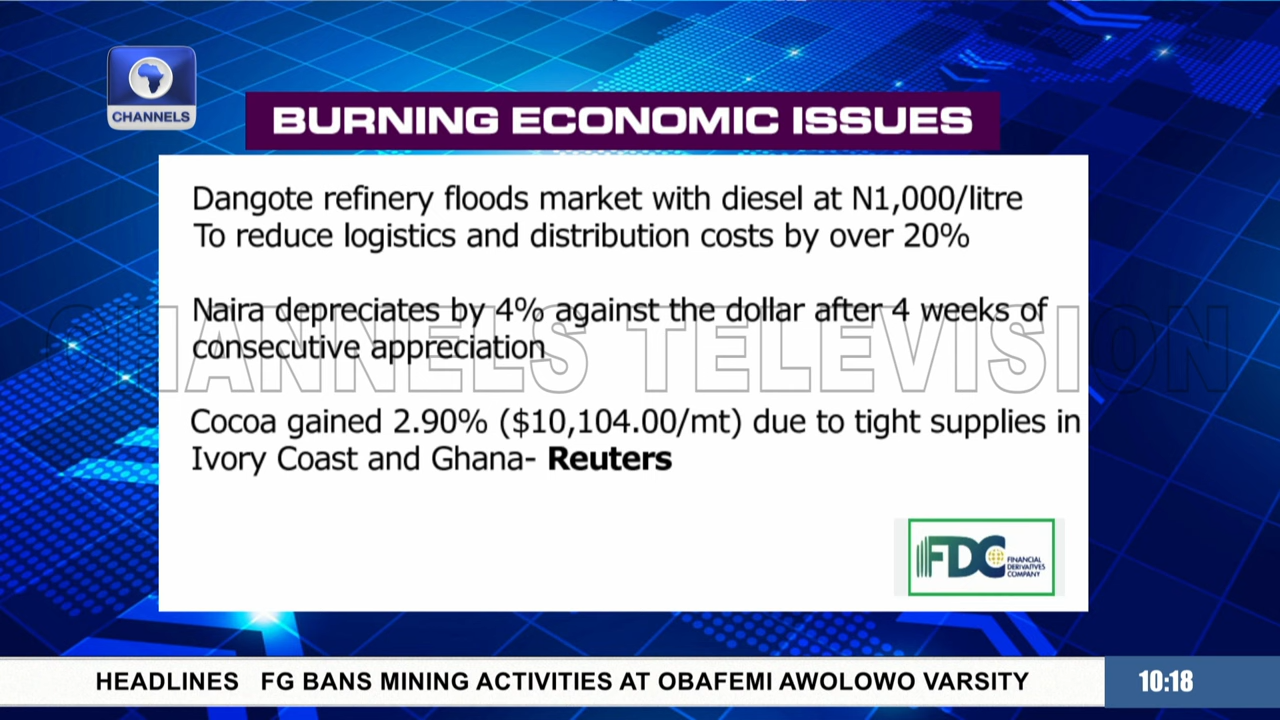 CHANNELS
BURNING ECONOMIC ISSUES
Dangote refinery floods market with diesel at N1,000/litre
To reduce logistics and distribution costs by over 20%
Naira depreciates by 4% against the dollar after 4 weeks of
consecutive appreciation
CHANNELS TELEVISION
Cocoa gained 2.90% ($10,104.00/mt) due to tight supplies in
Ivory Coast and Ghana- Reuters
FDC
FINANCIAL
DERIVATIVES
COMPANY
HEADLINES FG BANS MINING ACTIVITIES AT OBAFEMI AWOLOWO VARSITY
10:18